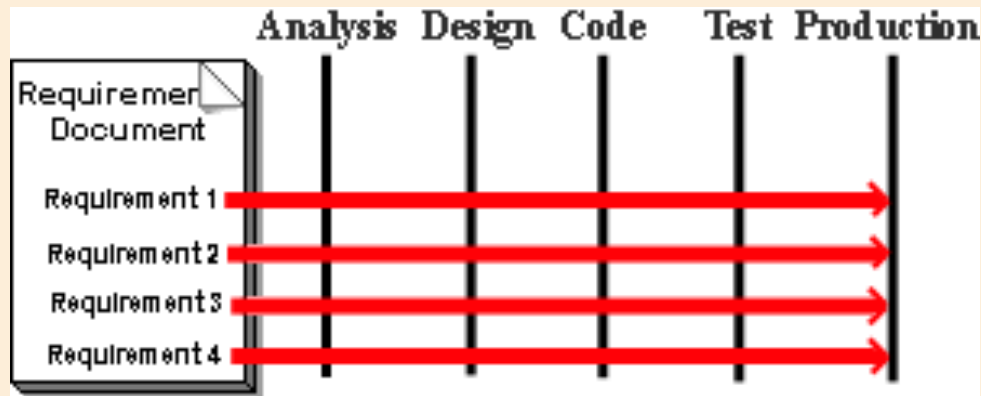 Analysis Design Code Test Production
Requiremen
Document
Requirement 1
Requirement 2
Requirement 3
Requirement 4